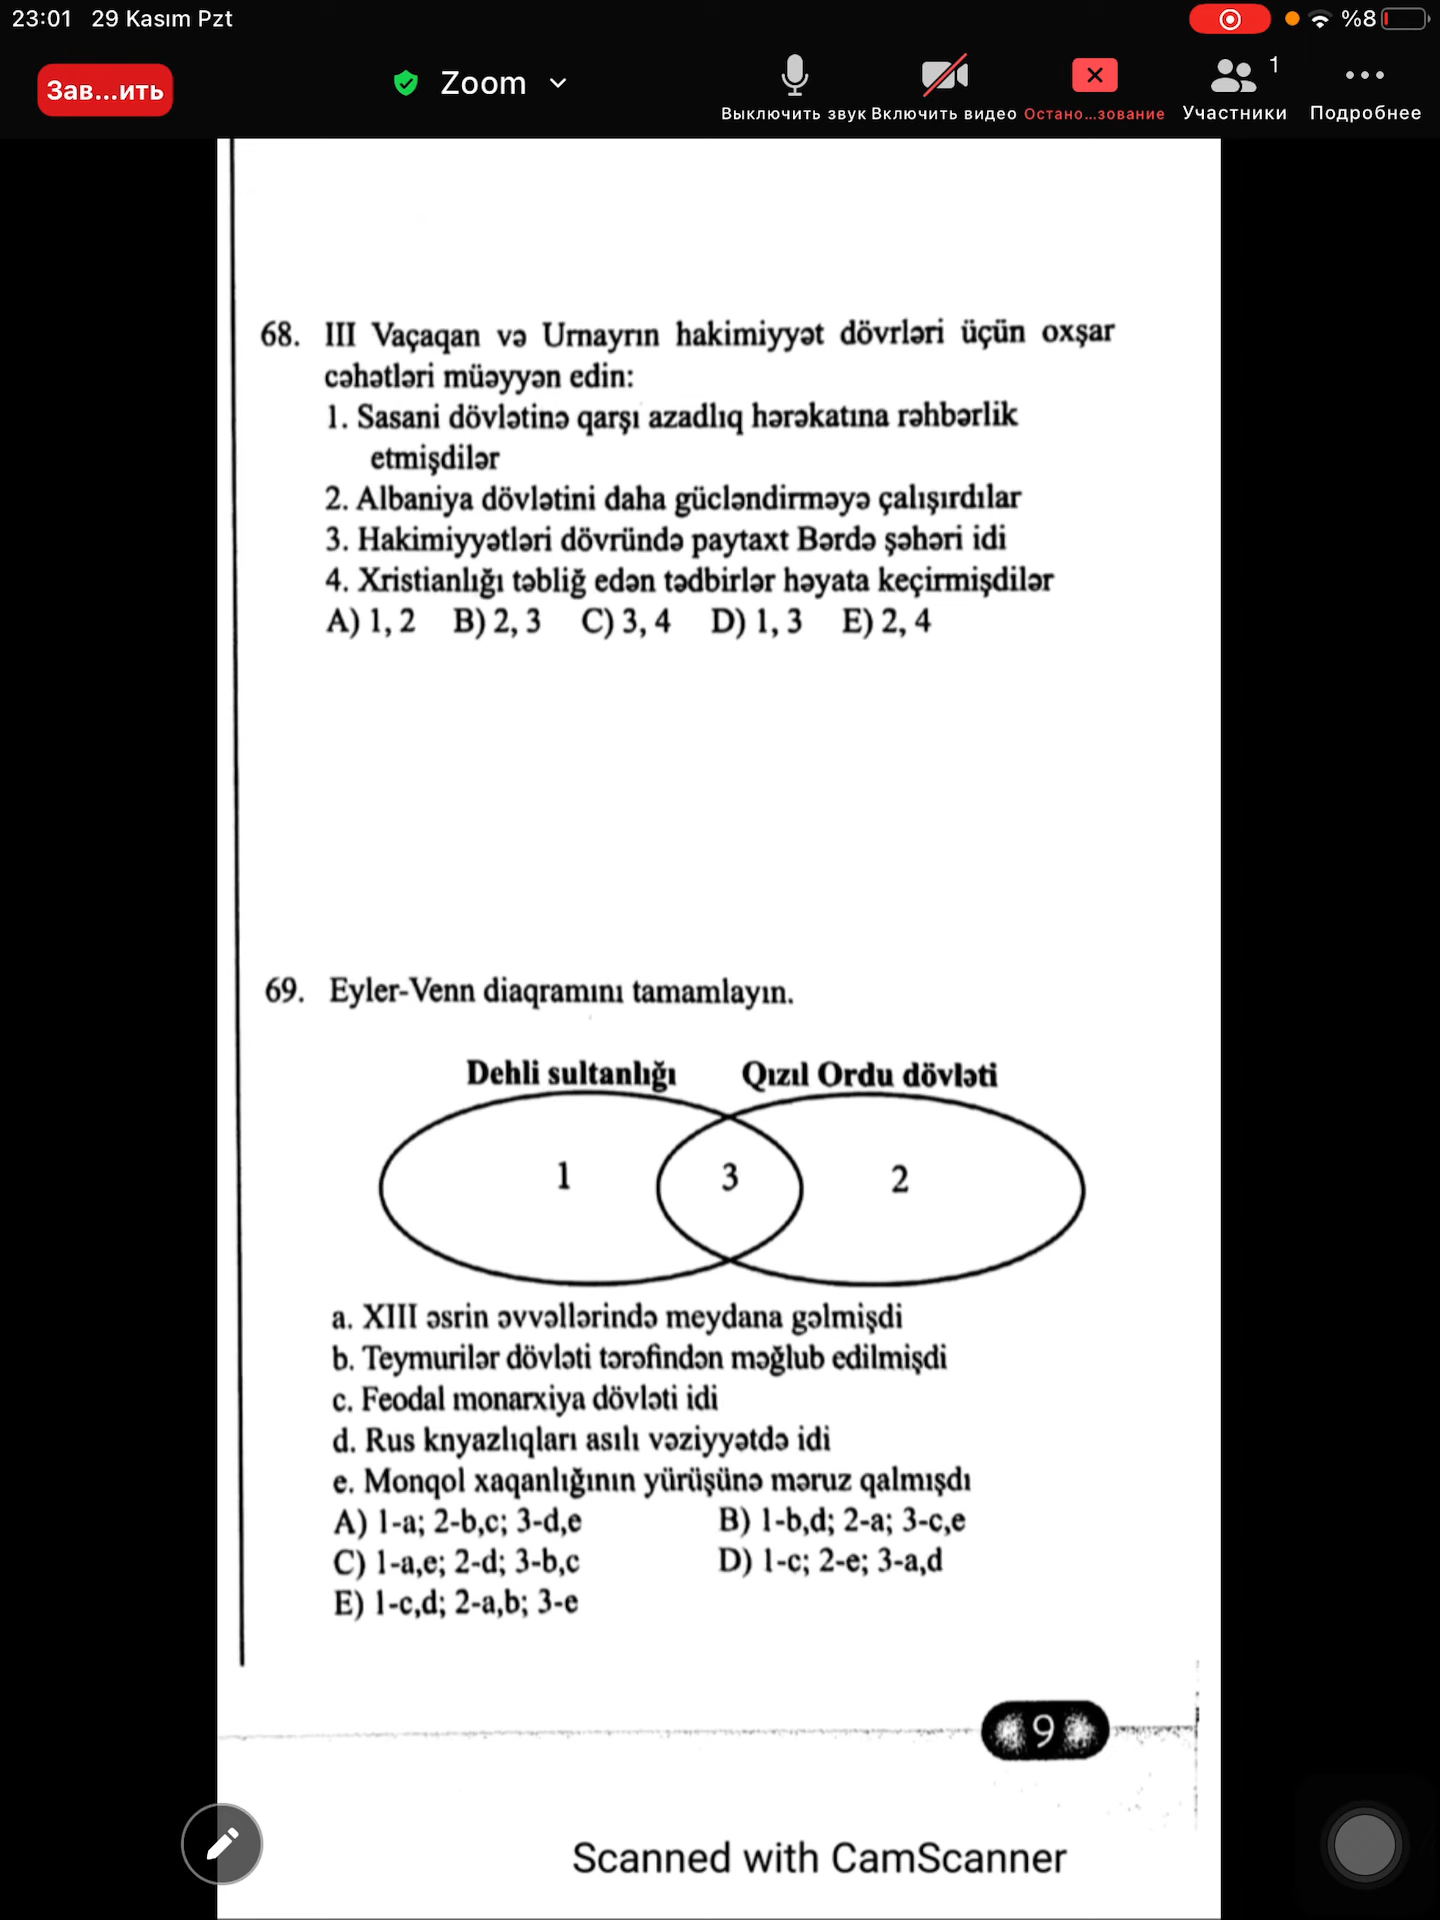 23:01 29 Kasım Pzt
%8
Зав...ить
Zoom
1
Выключить звук Включить видео Остано...зование Участники Подробнее
68. III Vaçaqan və Urnayrın hakimiyyət dövrləri üçün oxşar
cəhətləri müəyyən edin:
1. Sasani dövlətinə qarşı azadlıq hərəkatına rəhbərlik
etmişdilər
2. Albaniya dövlətini daha gücləndirməyə çalışırdılar
3. Hakimiyyətləri dövründə paytaxt Bərdə şəhəri idi
4. Xristianlığı təbliğ edən tədbirlər həyata keçirmişdilər
A) 1, 2 B) 2, 3 C) 3, 4 D) 1, 3 E) 2, 4
69. Eyler-Venn diaqramını tamamlayın.
Dehli sultanlığı Qızıl Ordu dövləti
1 3 2
a. XIII əsrin əvvəllərində meydana gəlmişdi
b. Teymurilər dövləti tərəfindən məğlub edilmişdi
c. Feodal monarxiya dövləti idi
d. Rus knyazlıqları asılı vəziyyətdə idi
e. Monqol xaqanlığının yürüşünə məruz qalmışdı
A) 1-a; 2-b,c; 3-d,e B) 1-b,d; 2-a; 3-c,e
C) 1-a,e; 2-d; 3-b,c D) 1-c; 2-e; 3-a,d
E) 1-c,d; 2-a,b; 3-e
9
Scanned with CamScanner